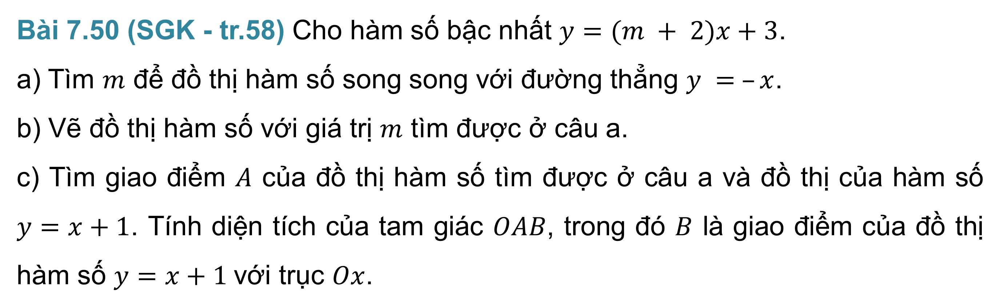 Bài 7.50 (SGK - tr.58) Cho hàm số bậc nhất y = (m + 2)x + 3.
a) Tìm m để đồ thị hàm số song song với đường thẳng y = – x.
b) Vẽ đồ thị hàm số với giá trị m tìm được ở câu a.
c) Tìm giao điểm A của đồ thị hàm số tìm được ở câu a và đồ thị của hàm số
y = x + 1. Tính diện tích của tam giác OAB, trong đó B là giao điểm của đồ thị
hàm số y = x + 1 với trục Ox.